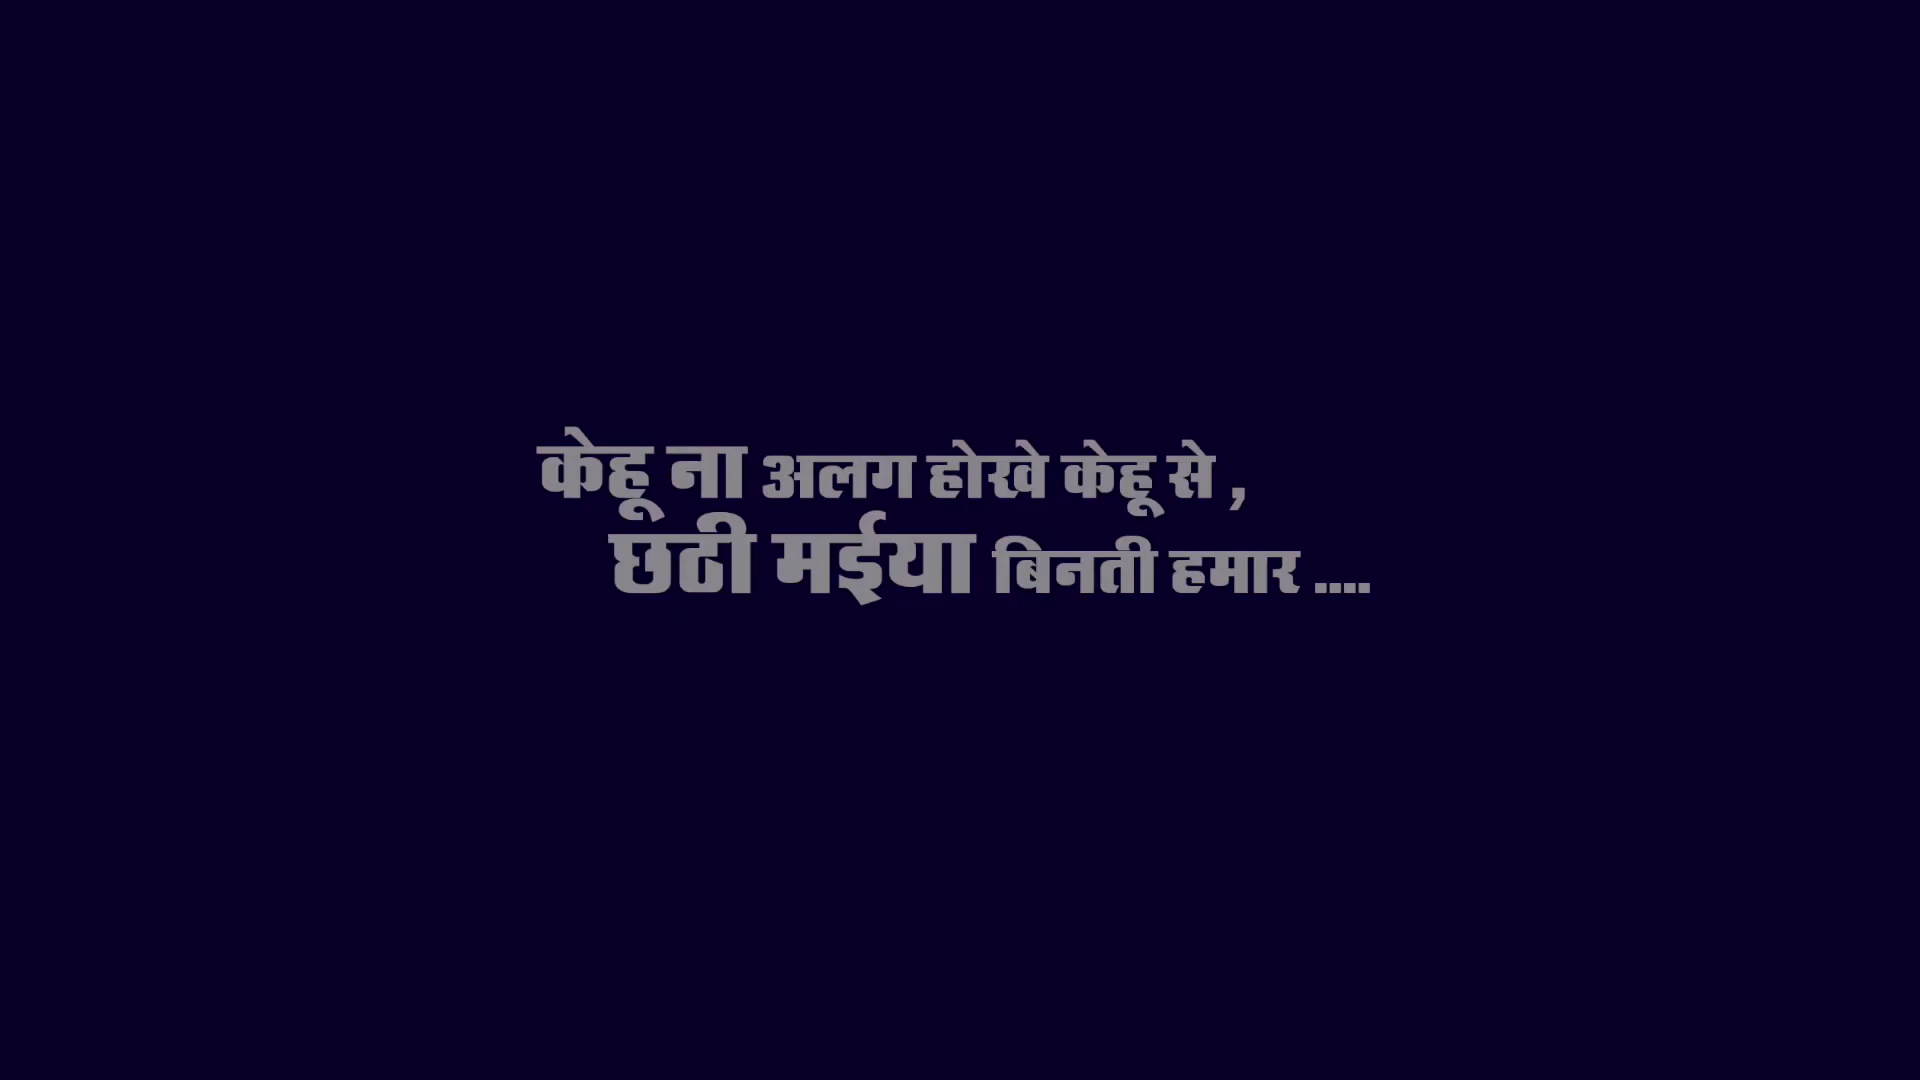 केहू ना अलग होखे केहू से ,
छठी मईया बिनती हमार ....